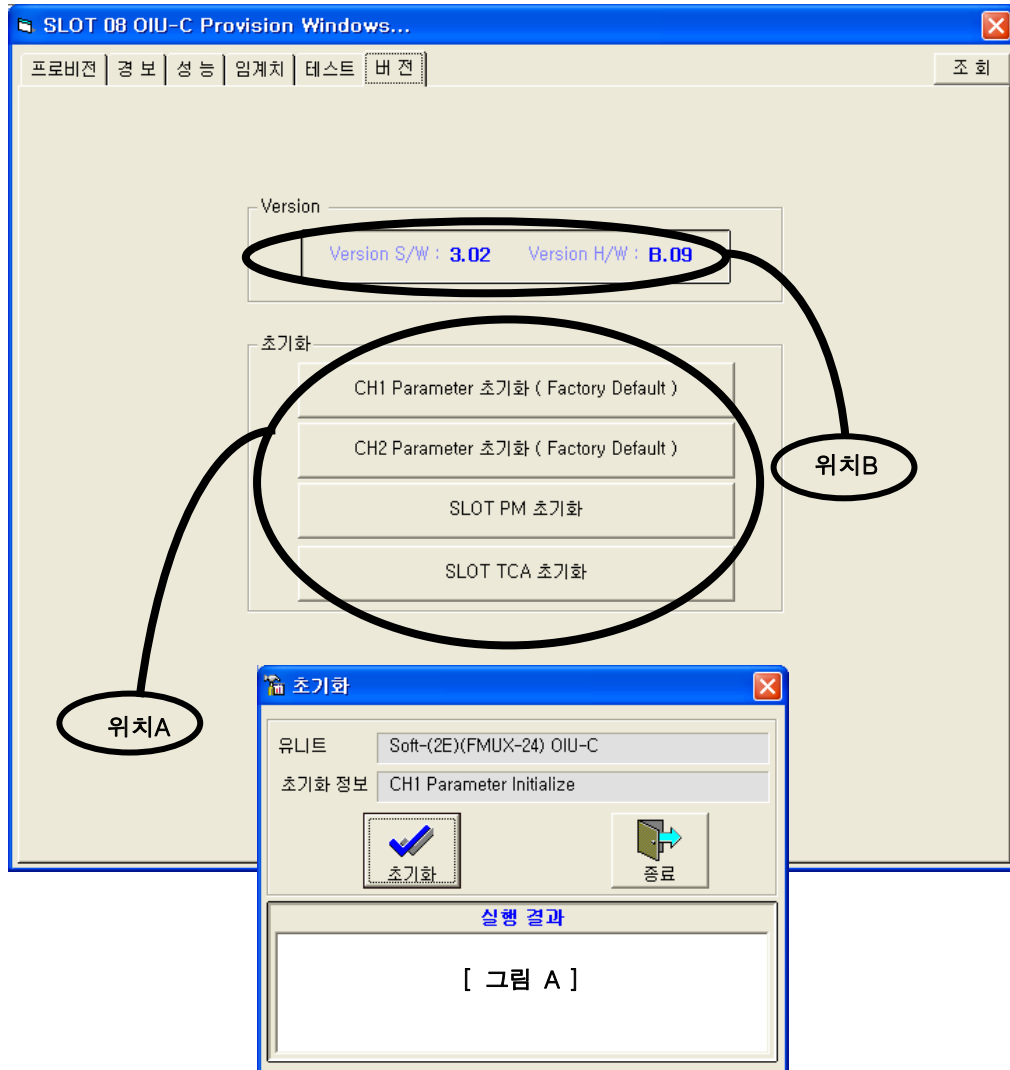 SLOT 08 OIU-C Provision Windows...
프로비전 경 보 성 능 임계치 테스트 버 전 조 회
Version
Version S/W : 3.02 Version H/W : B.09
초기화
CH1 Parameter 초기화 ( Factory Default )
CH2 Parameter 초기화 ( Factory Default )
위치B
SLOT PM 초기화
SLOT TCA 초기화
위치A
초기화
유니트 Soft-(2E)(FMUX-24) OIU-C
초기화 정보 CH1 Parameter Initialize
초기화 종료
실행 결과
[ 그림 A ]